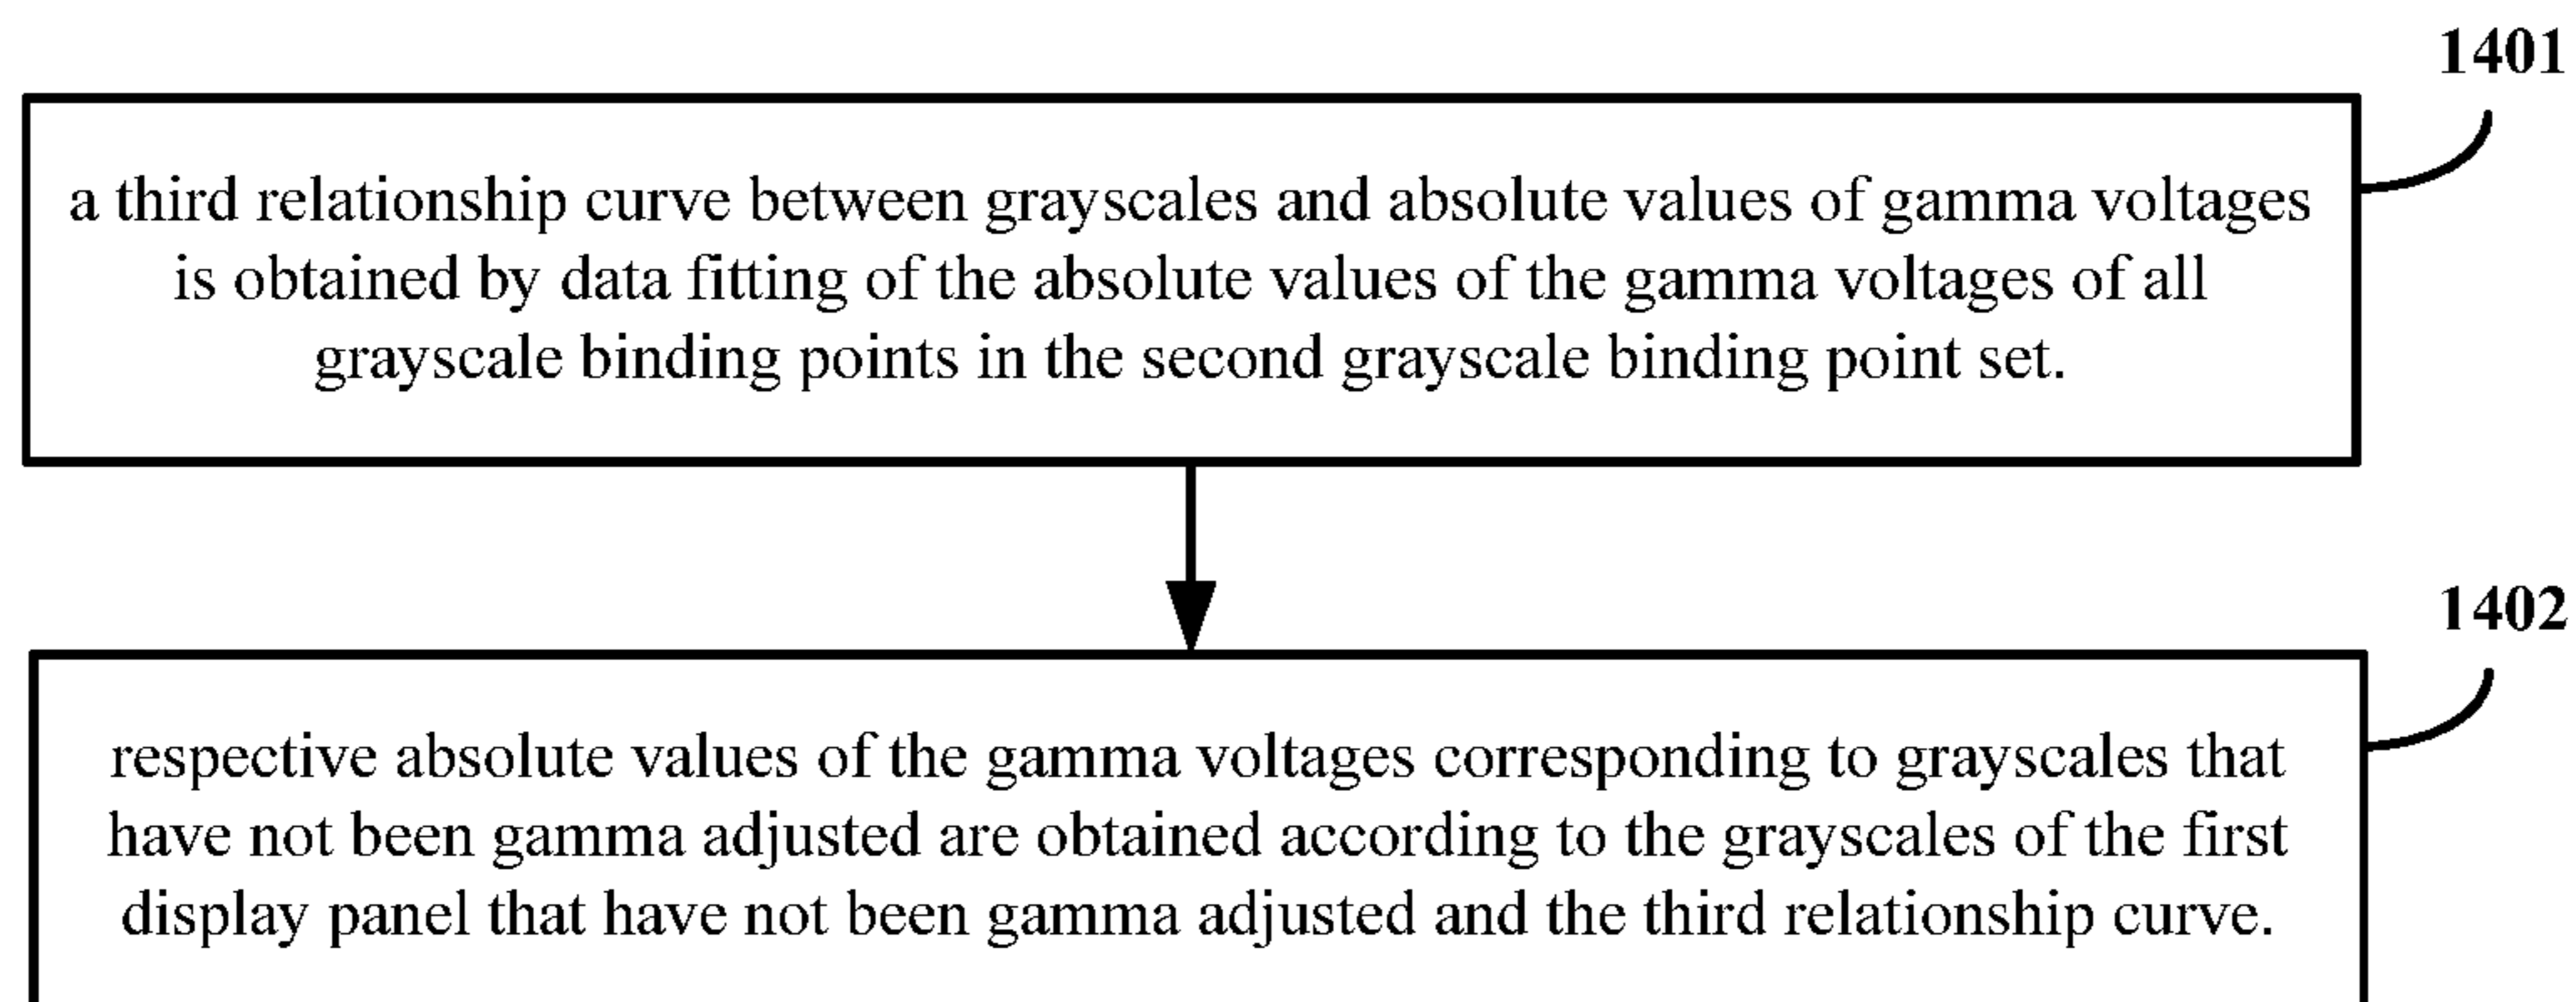 1401
a third relationship curve between grayscales and absolute values of gamma voltages
is obtained by data fitting of the absolute values of the gamma voltages of all
grayscale binding points in the second grayscale binding point set.
1402
respective absolute values of the gamma voltages corresponding to grayscales that
have not been gamma adjusted are obtained according to the grayscales of the first
display panel that have not been gamma adjusted and the third relationship curve.